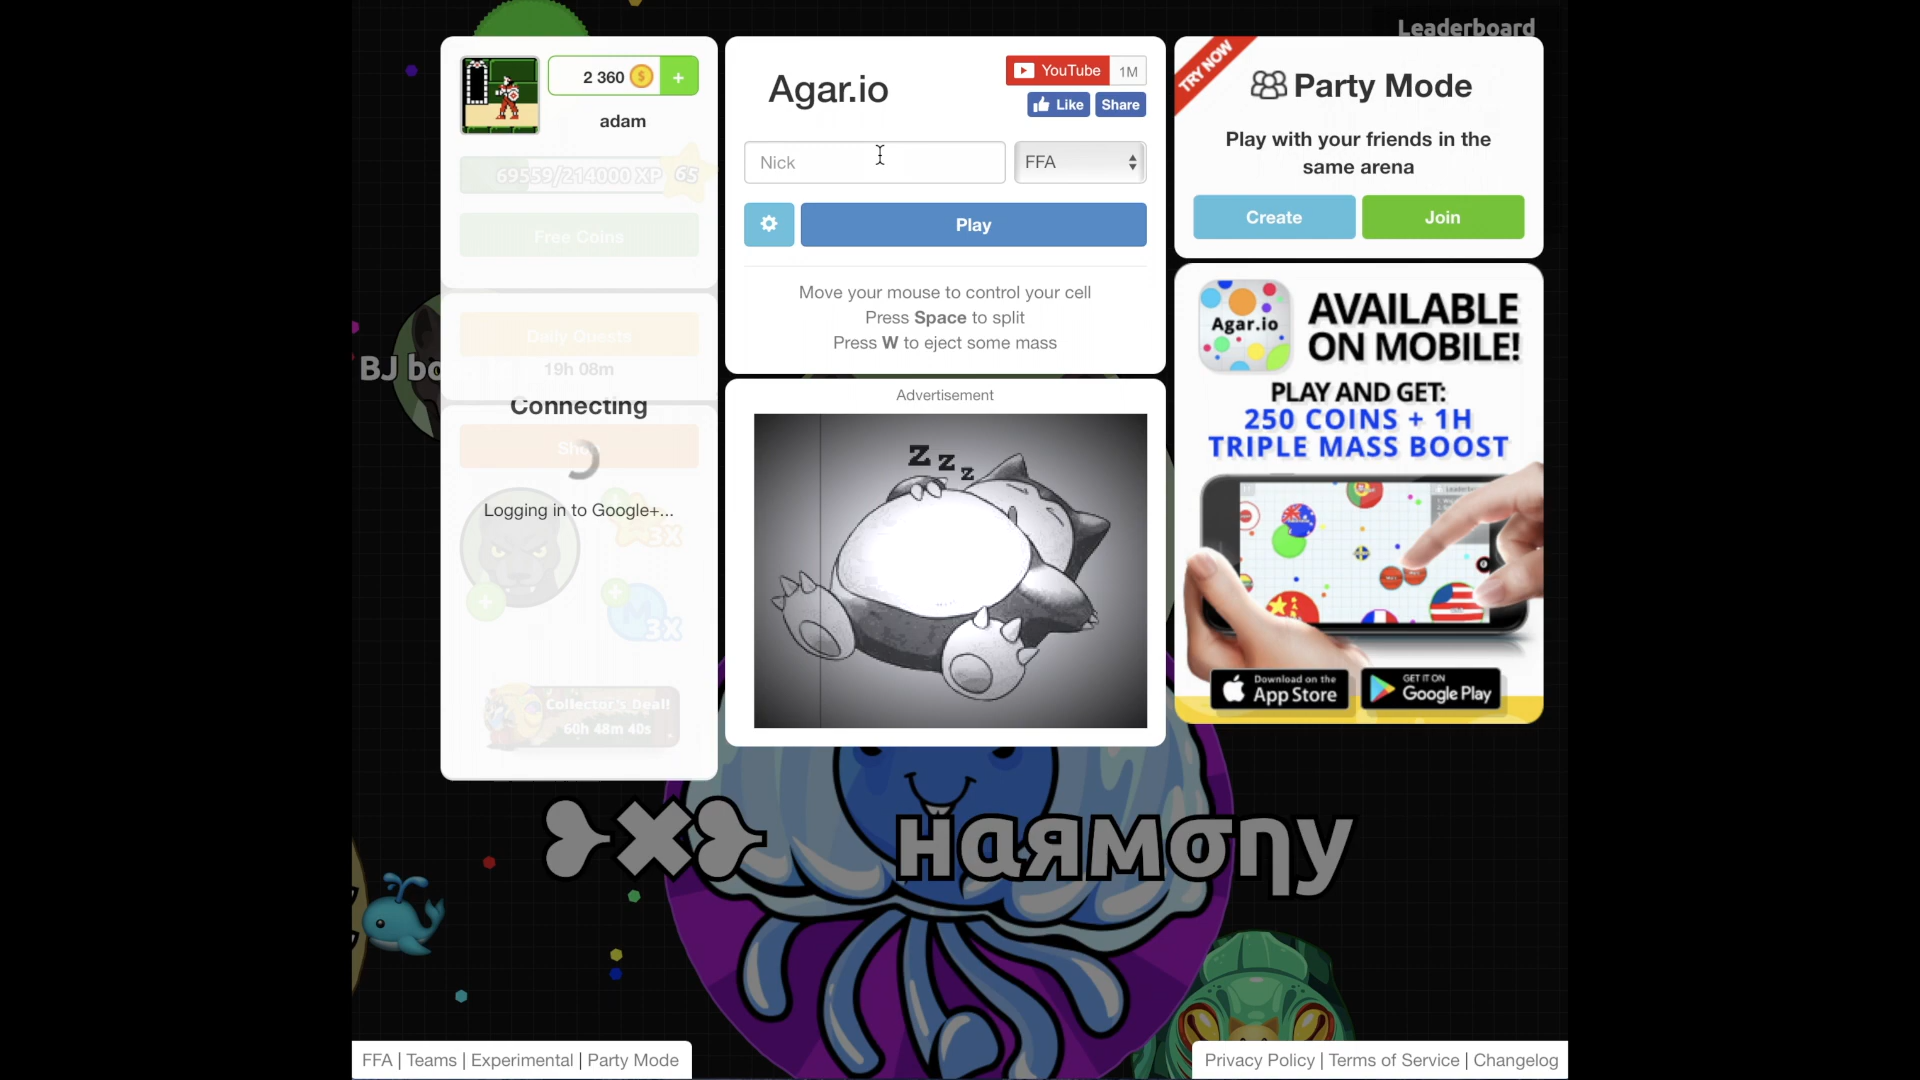 Leaderboard
2 360
+
adam
69559/214000 XP
65
Free Coins
Daily Quests
19h 08m
Connecting
Logging in to Google+...
3X
3X
Collector's Deal!
60h 48m 40s
Agar.io
YouTube 1M
Like Share
Nick
FFA
Play
Move your mouse to control your cell
Press Space to split
Press W to eject some mass
Advertisement
Z z z
TRY NOW
Party Mode
Play with your friends in the
same arena
Create
Join
Agar.io
AVAILABLE
ON MOBILE!
PLAY AND GET:
250 COINS + 1H
TRIPLE MASS BOOST
Download on the
App Store
GET IT ON
Google Play
нαямσηy
FFA | Teams | Experimental | Party Mode
Privacy Policy | Terms of Service | Changelog